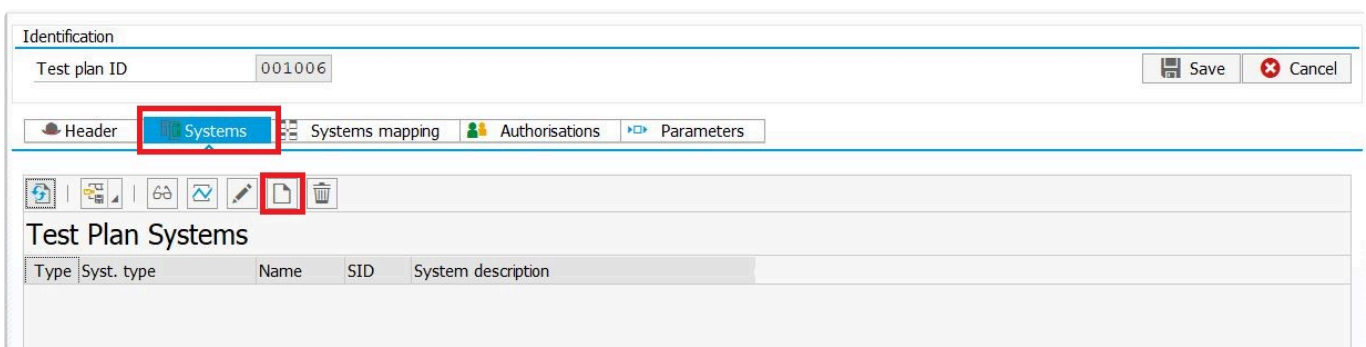 Identification
Test plan ID 001006 Save Cancel
Header Systems Systems mapping Authorisations Parameters
Test Plan Systems
Type Syst. type Name SID System description